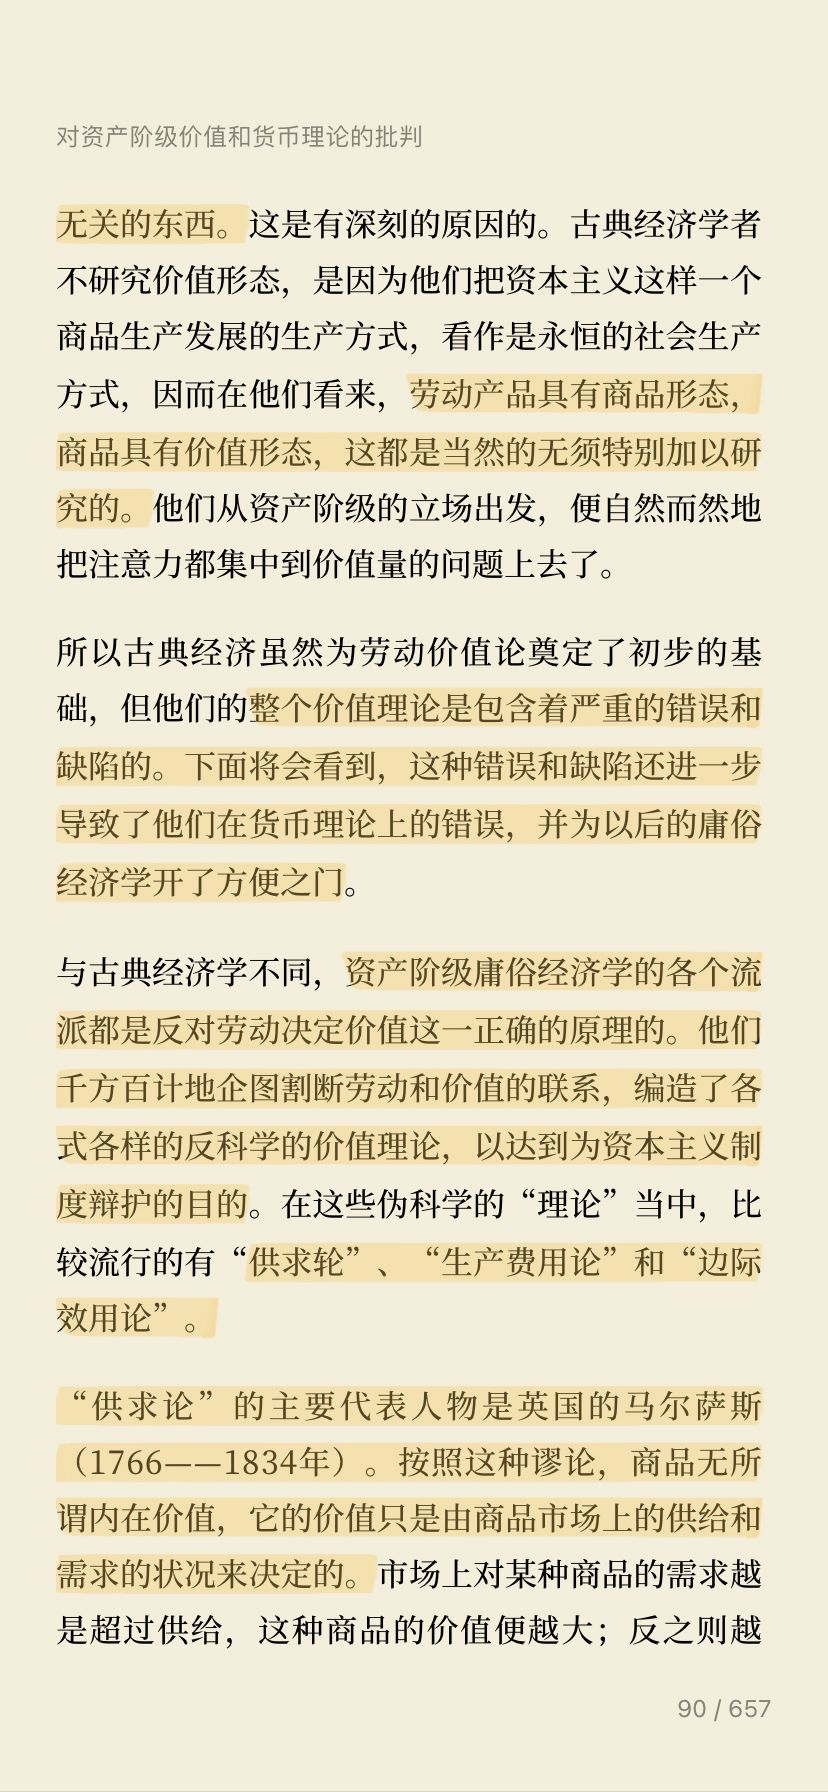 对资产阶级价值和货币理论的批判
无关的东西。这是有深刻的原因的。古典经济学者
不研究价值形态，是因为他们把资本主义这样一个
商品生产发展的生产方式，看作是永恒的社会生产
方式，因而在他们看来，劳动产品具有商品形态，
商品具有价值形态，这都是当然的无须特别加以研
究的。他们从资产阶级的立场出发，便自然而然地
把注意力都集中到价值量的问题上去了。
所以古典经济虽然为劳动价值论奠定了初步的基
础，但他们的整个价值理论是包含着严重的错误和
缺陷的。下面将会看到，这种错误和缺陷还进一步
导致了他们在货币理论上的错误，并为以后的庸俗
经济学开了方便之门。
与古典经济学不同，资产阶级庸俗经济学的各个流
派都是反对劳动决定价值这一正确的原理的。他们
千方百计地企图割断劳动和价值的联系，编造了各
式各样的反科学的价值理论，以达到为资本主义制
度辩护的目的。在这些伪科学的“理论”当中，比
较流行的有“供求轮”、“生产费用论”和“边际
效用论”。
“供求论”的主要代表人物是英国的马尔萨斯
（1766——1834年）。按照这种谬论，商品无所
谓内在价值，它的价值只是由商品市场上的供给和
需求的状况来决定的。市场上对某种商品的需求越
是超过供给，这种商品的价值便越大；反之则越
90 / 657